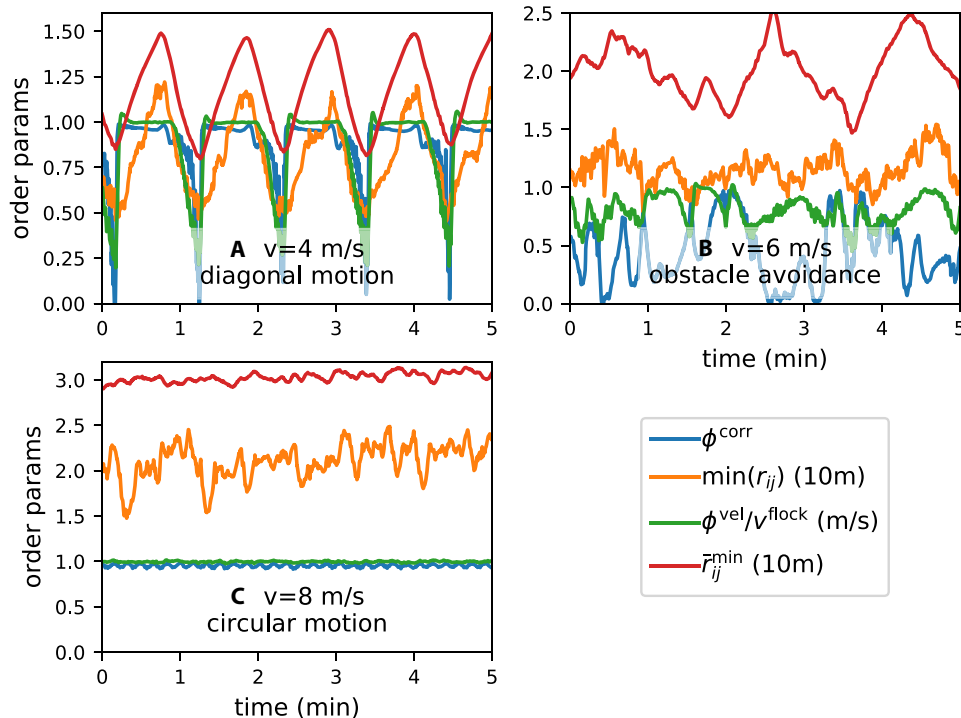 order params
1.50
1.25
1.00
0.75
0.50
0.25
0.00
A v=4 m/s
diagonal motion
0 1 2 3 4 5
2.5
2.0
1.5
1.0
0.5
0.0
B v=6 m/s
obstacle avoidance
0 1 2 3 4 5
time (min)
order params
3.0
2.5
2.0
1.5
1.0
0.5
0.0
C v=8 m/s
circular motion
0 1 2 3 4 5
time (min)
ϕ^corr
min(r_ij) (10m)
ϕ^vel/v^flock (m/s)
r̄_ij^min (10m)